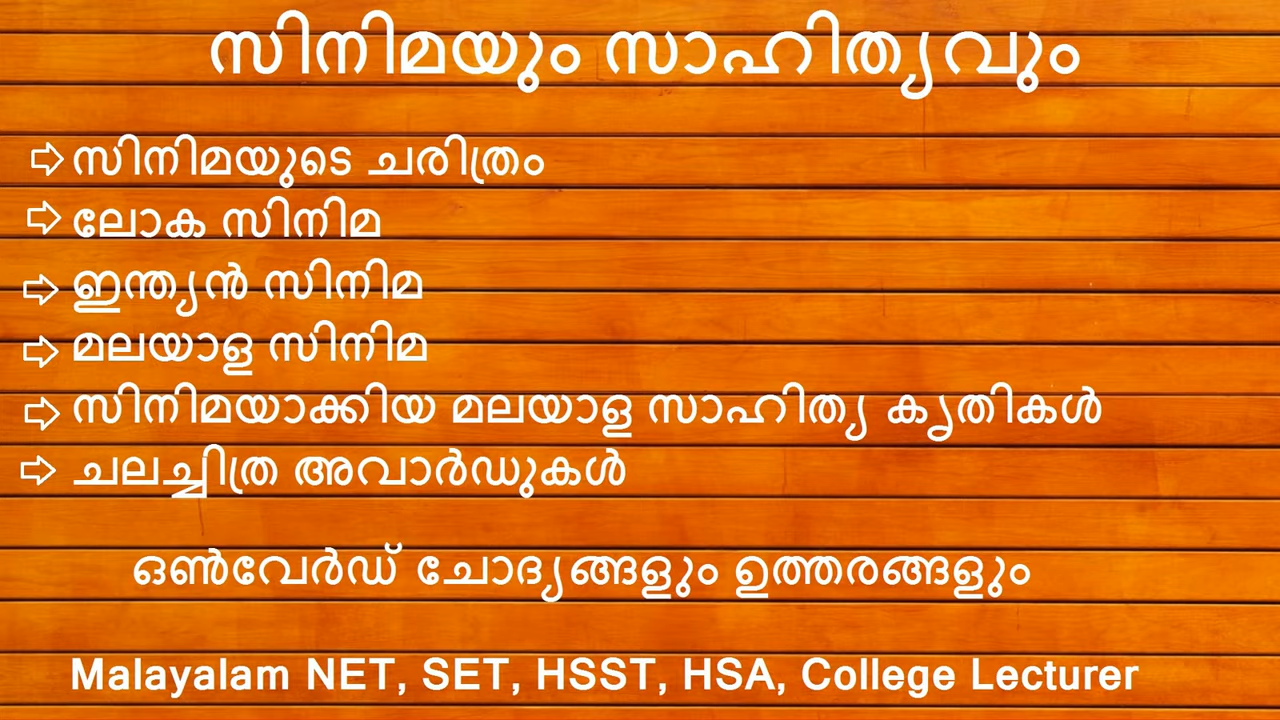 സിനിമയും സാഹിത്യവും
⇨ സിനിമയുടെ ചരിത്രം
⇨ ലോക സിനിമ
⇨ ഇന്ത്യൻ സിനിമ
⇨ മലയാള സിനിമ
⇨ സിനിമയാക്കിയ മലയാള സാഹിത്യ കൃതികൾ
⇨ ചലച്ചിത്ര അവാർഡുകൾ
ഒൺവേർഡ് ചോദ്യങ്ങളും ഉത്തരങ്ങളും
Malayalam NET, SET, HSST, HSA, College Lecturer